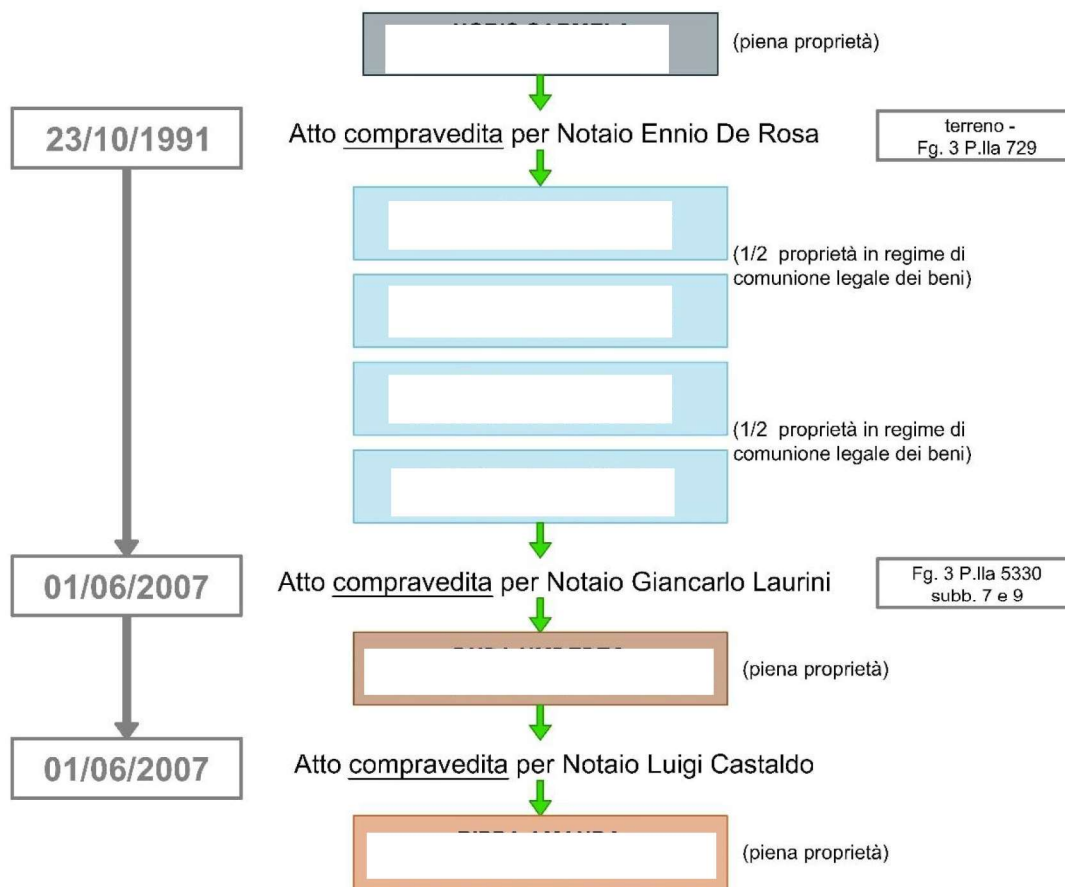 (piena proprietà)
23/10/1991
Atto compravedita per Notaio Ennio De Rosa
terreno -
Fg. 3 P.lla 729
(1/2 proprietà in regime di
comunione legale dei beni)
(1/2 proprietà in regime di
comunione legale dei beni)
01/06/2007
Atto compravedita per Notaio Giancarlo Laurini
Fg. 3 P.lla 5330
subb. 7 e 9
(piena proprietà)
01/06/2007
Atto compravedita per Notaio Luigi Castaldo
(piena proprietà)